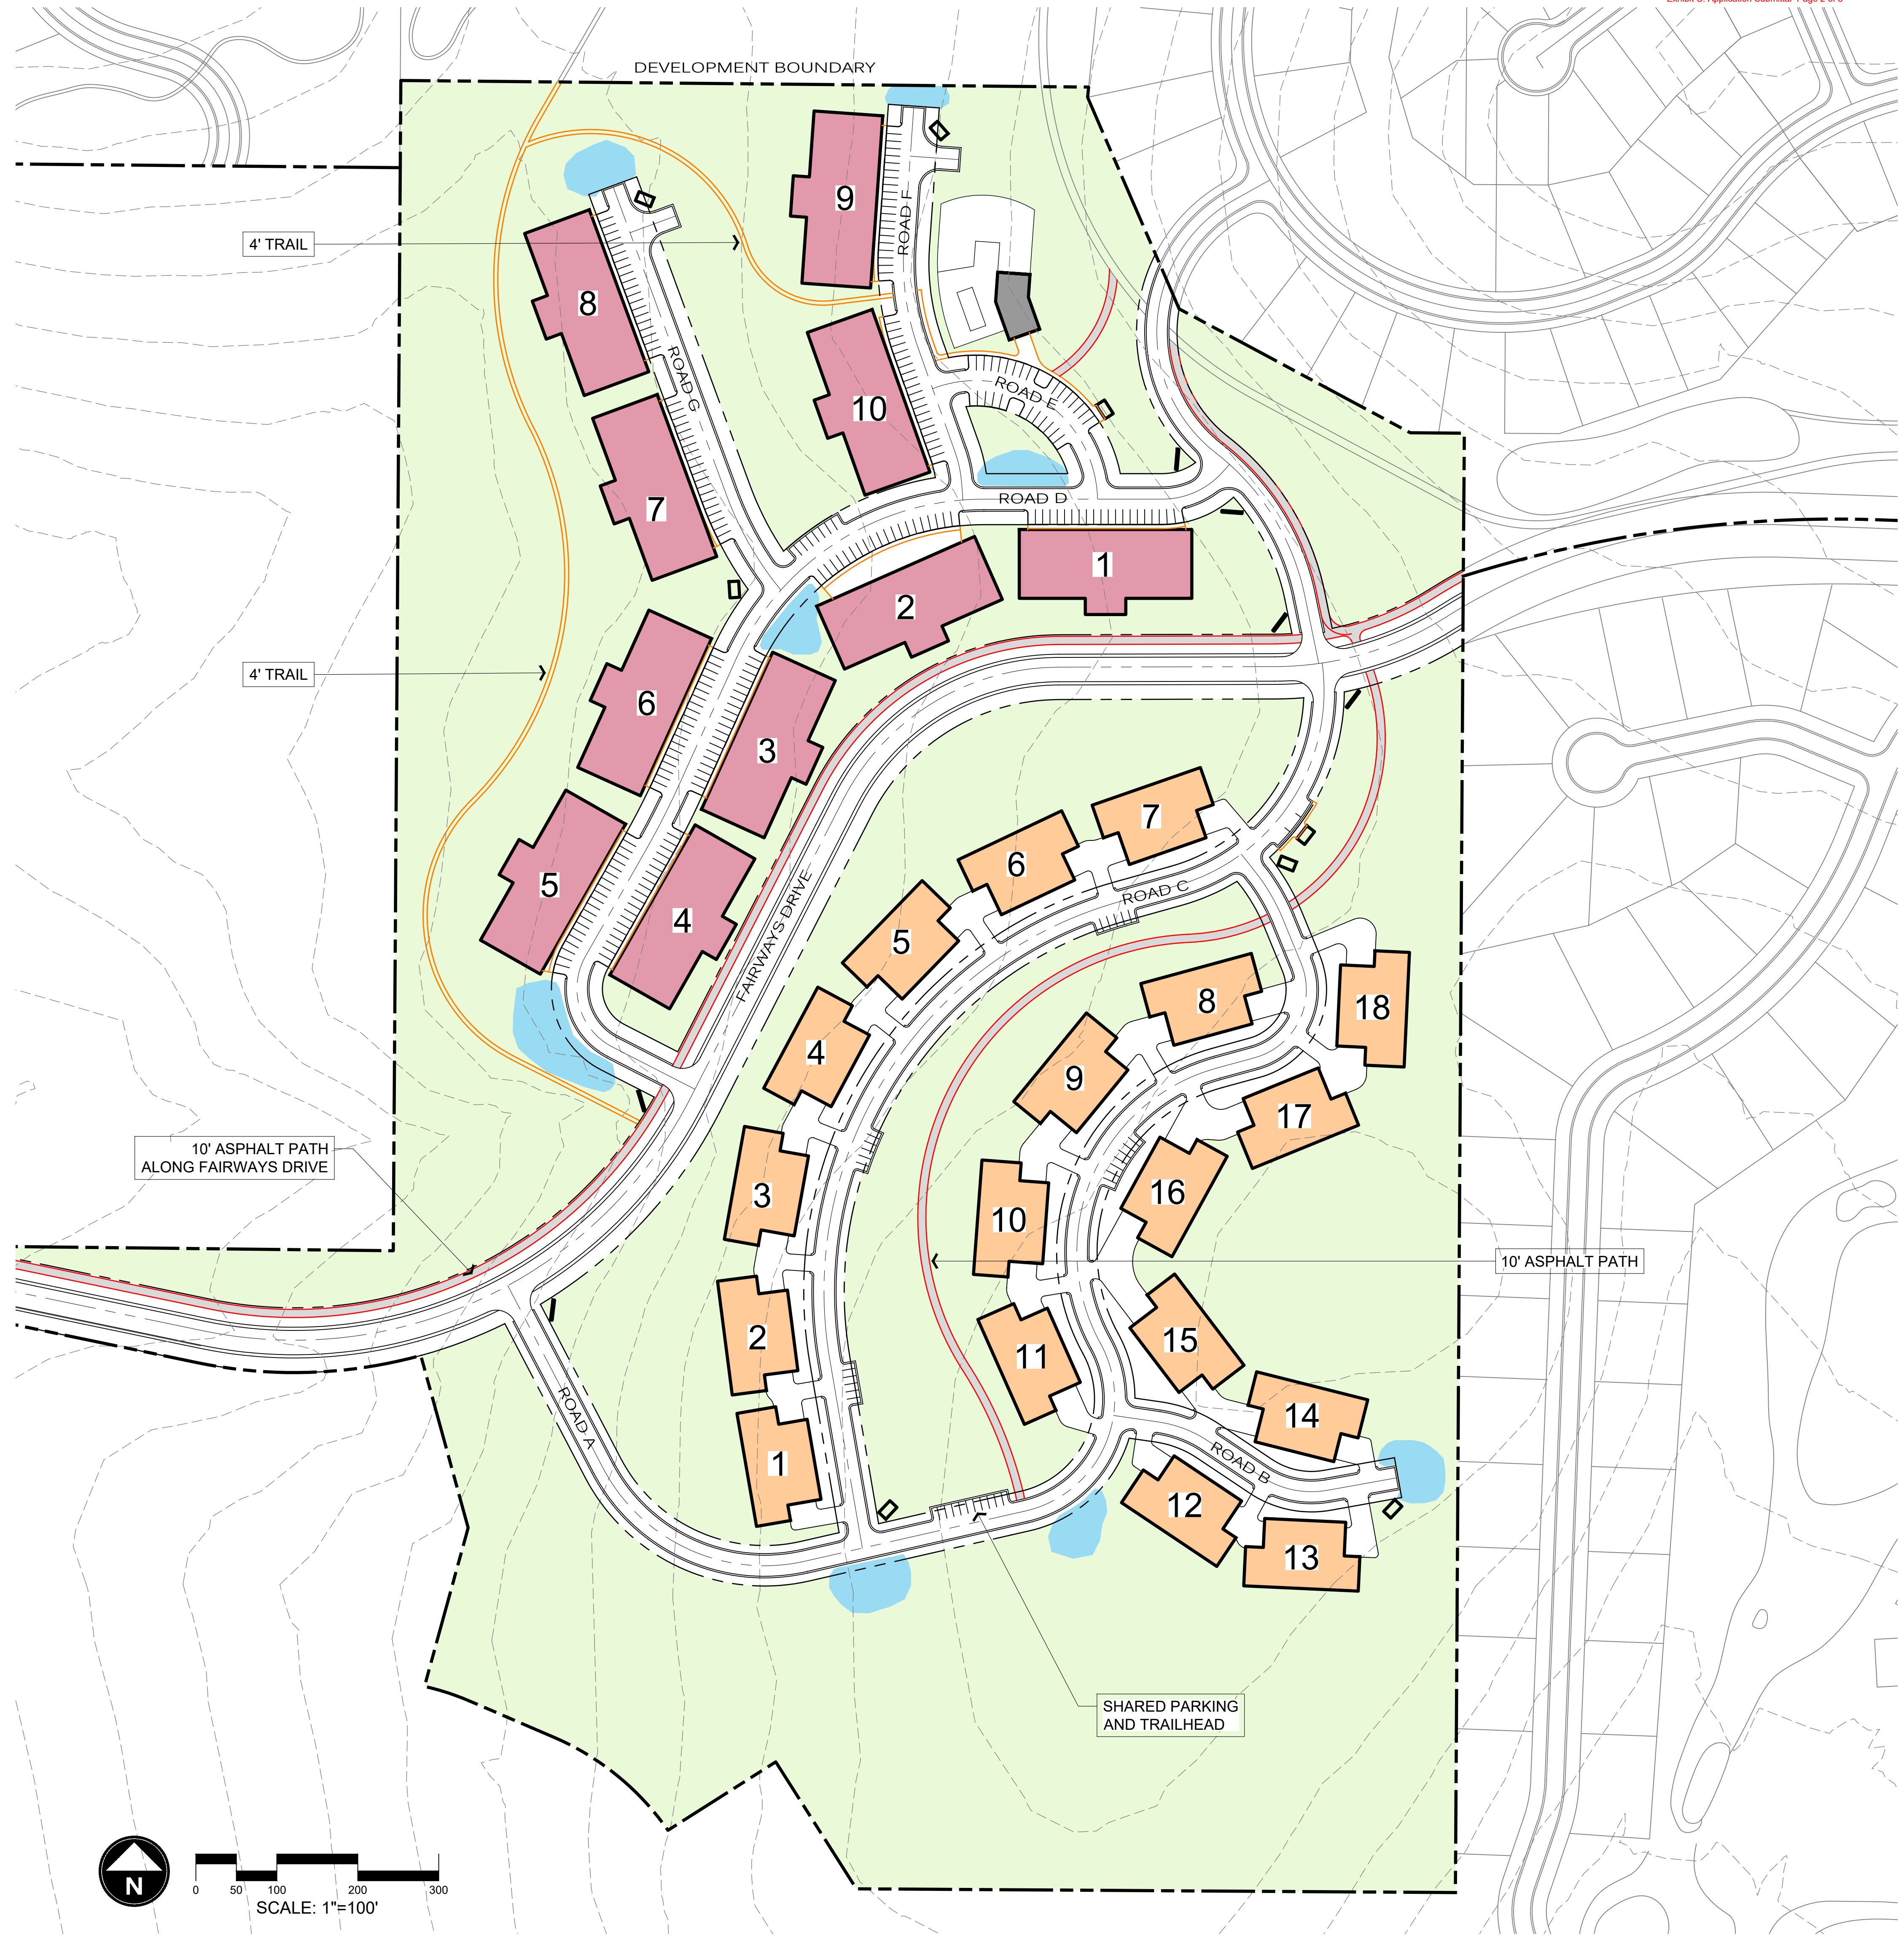 DEVELOPMENT BOUNDARY
9
ROAD F
4' TRAIL
8
ROAD G
10
ROAD E
7
ROAD D
1
2
4' TRAIL
6
3
7
6
ROAD C
5
4
FAIRWAYS DRIVE
5
8
18
4
9
17
10' ASPHALT PATH
ALONG FAIRWAYS DRIVE
3
16
10
10' ASPHALT PATH
2
15
11
ROAD A
14
1
ROAD B
12
13
SHARED PARKING
AND TRAILHEAD
N
0 50 100 200 300
SCALE: 1"=100'